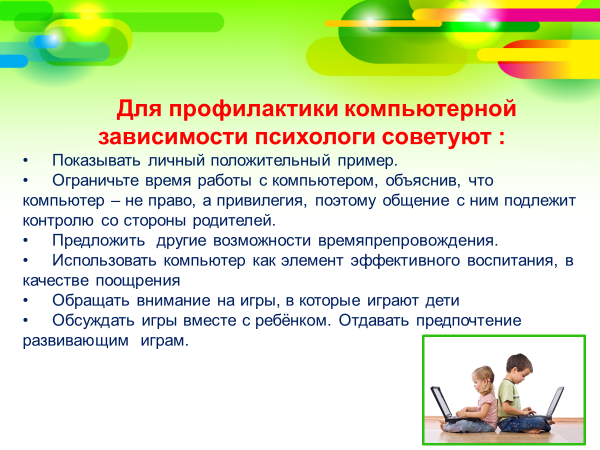 Для профилактики компьютерной
зависимости психологи советуют :
• Показывать личный положительный пример.
• Ограничьте время работы с компьютером, объяснив, что
компьютер – не право, а привилегия, поэтому общение с ним подлежит
контролю со стороны родителей.
• Предложить другие возможности времяпрепровождения.
• Использовать компьютер как элемент эффективного воспитания, в
качестве поощрения
• Обращать внимание на игры, в которые играют дети
• Обсуждать игры вместе с ребёнком. Отдавать предпочтение
развивающим играм.